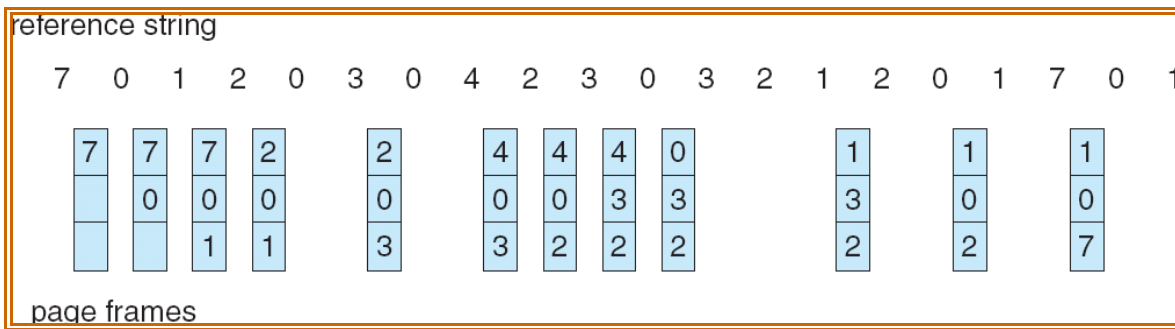 reference string
7 0 1 2 0 3 0 4 2 3 0 3 2 1 2 0 1 7 0 1
7 7 7 2 2 4 4 4 0 1 1 1
0 0 0 0 0 0 3 3 3 0 0
1 1 3 3 2 2 2 2 2 7
page frames